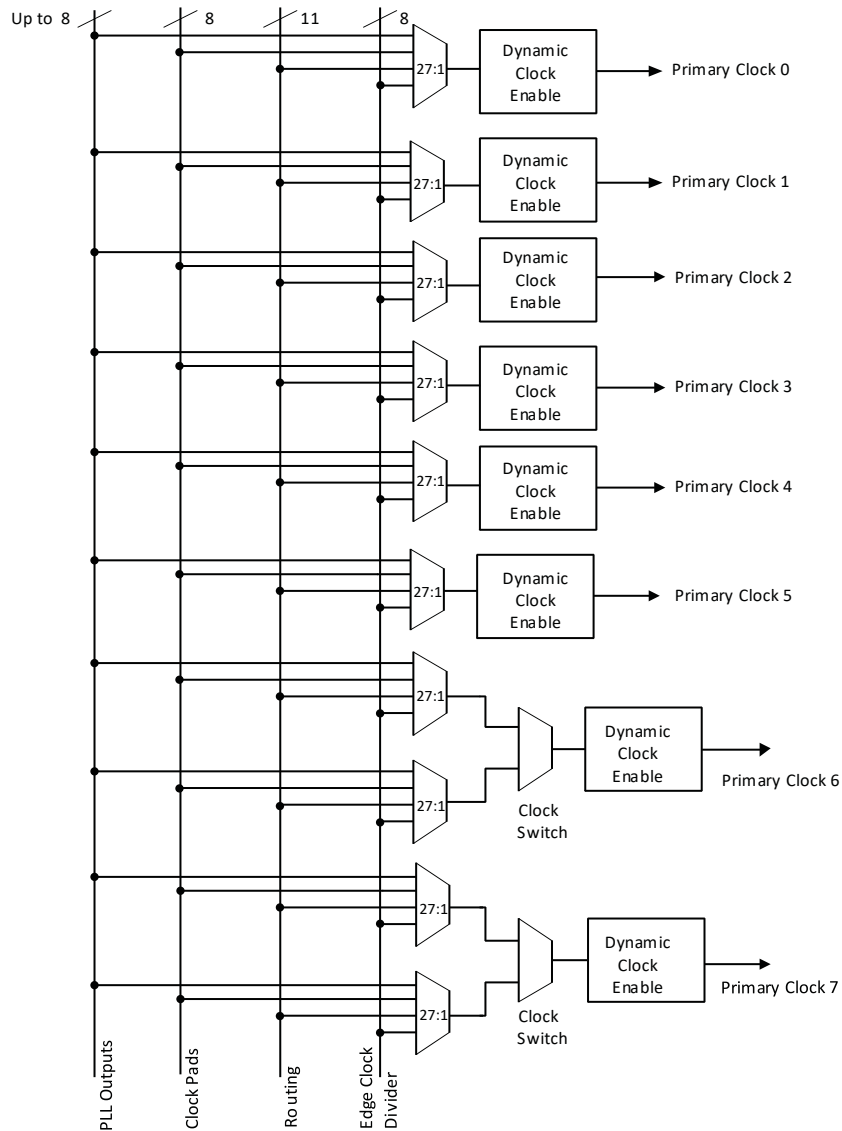 Up to 8 8 11 8
27:1
Dynamic
Clock
Enable
Primary Clock 0
27:1
Dynamic
Clock
Enable
Primary Clock 1
27:1
Dynamic
Clock
Enable
Primary Clock 2
27:1
Dynamic
Clock
Enable
Primary Clock 3
27:1
Dynamic
Clock
Enable
Primary Clock 4
27:1
Dynamic
Clock
Enable
Primary Clock 5
27:1
27:1
Clock
Switch
Dynamic
Clock
Enable
Primary Clock 6
27:1
27:1
Clock
Switch
Dynamic
Clock
Enable
Primary Clock 7
PLL Outputs
Clock Pads
Routing
Edge Clock
Divider